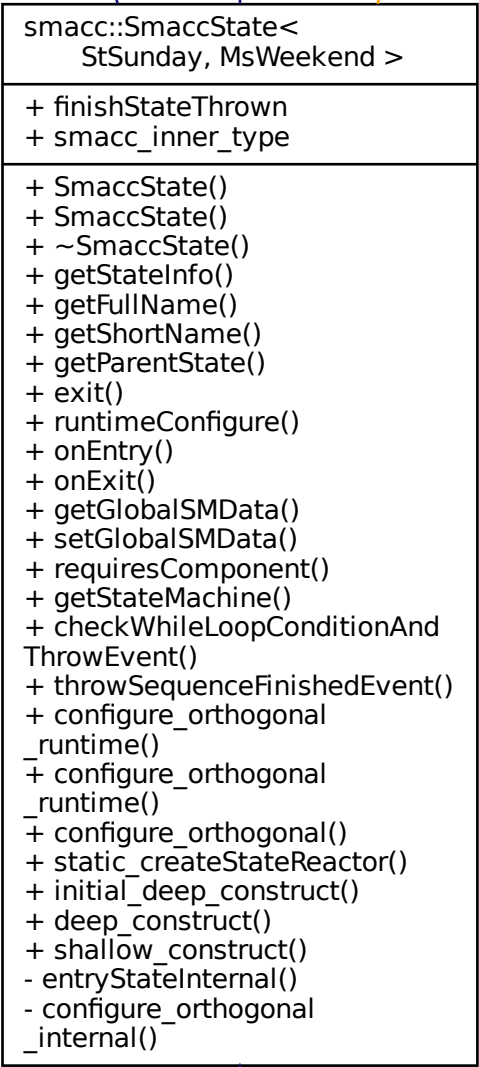 smacc::SmaccState<
StSunday, MsWeekend >
+ finishStateThrown
+ smacc_inner_type
+ SmaccState()
+ SmaccState()
+ ~SmaccState()
+ getStateInfo()
+ getFullName()
+ getShortName()
+ getParentState()
+ exit()
+ runtimeConfigure()
+ onEntry()
+ onExit()
+ getGlobalSMData()
+ setGlobalSMData()
+ requiresComponent()
+ getStateMachine()
+ checkWhileLoopConditionAnd
ThrowEvent()
+ throwSequenceFinishedEvent()
+ configure_orthogonal
_runtime()
+ configure_orthogonal
_runtime()
+ configure_orthogonal()
+ static_createStateReactor()
+ initial_deep_construct()
+ deep_construct()
+ shallow_construct()
- entryStateInternal()
- configure_orthogonal
_internal()